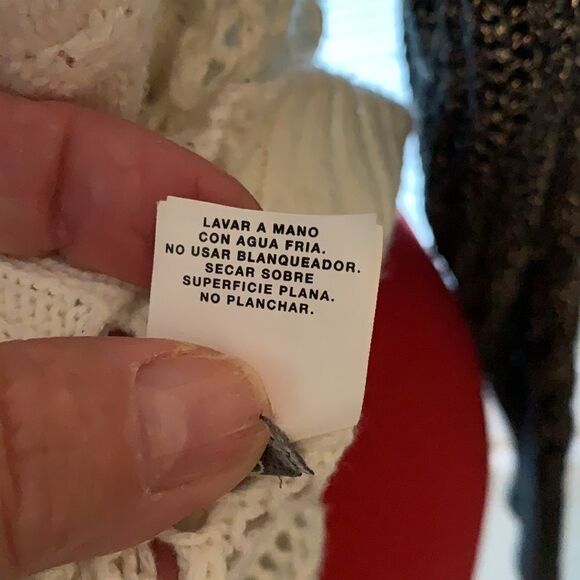 LAVAR A MANO
CON AGUA FRIA.
NO USAR BLANQUEADOR.
SECAR SOBRE
SUPERFICIE PLANA.
NO PLANCHAR.